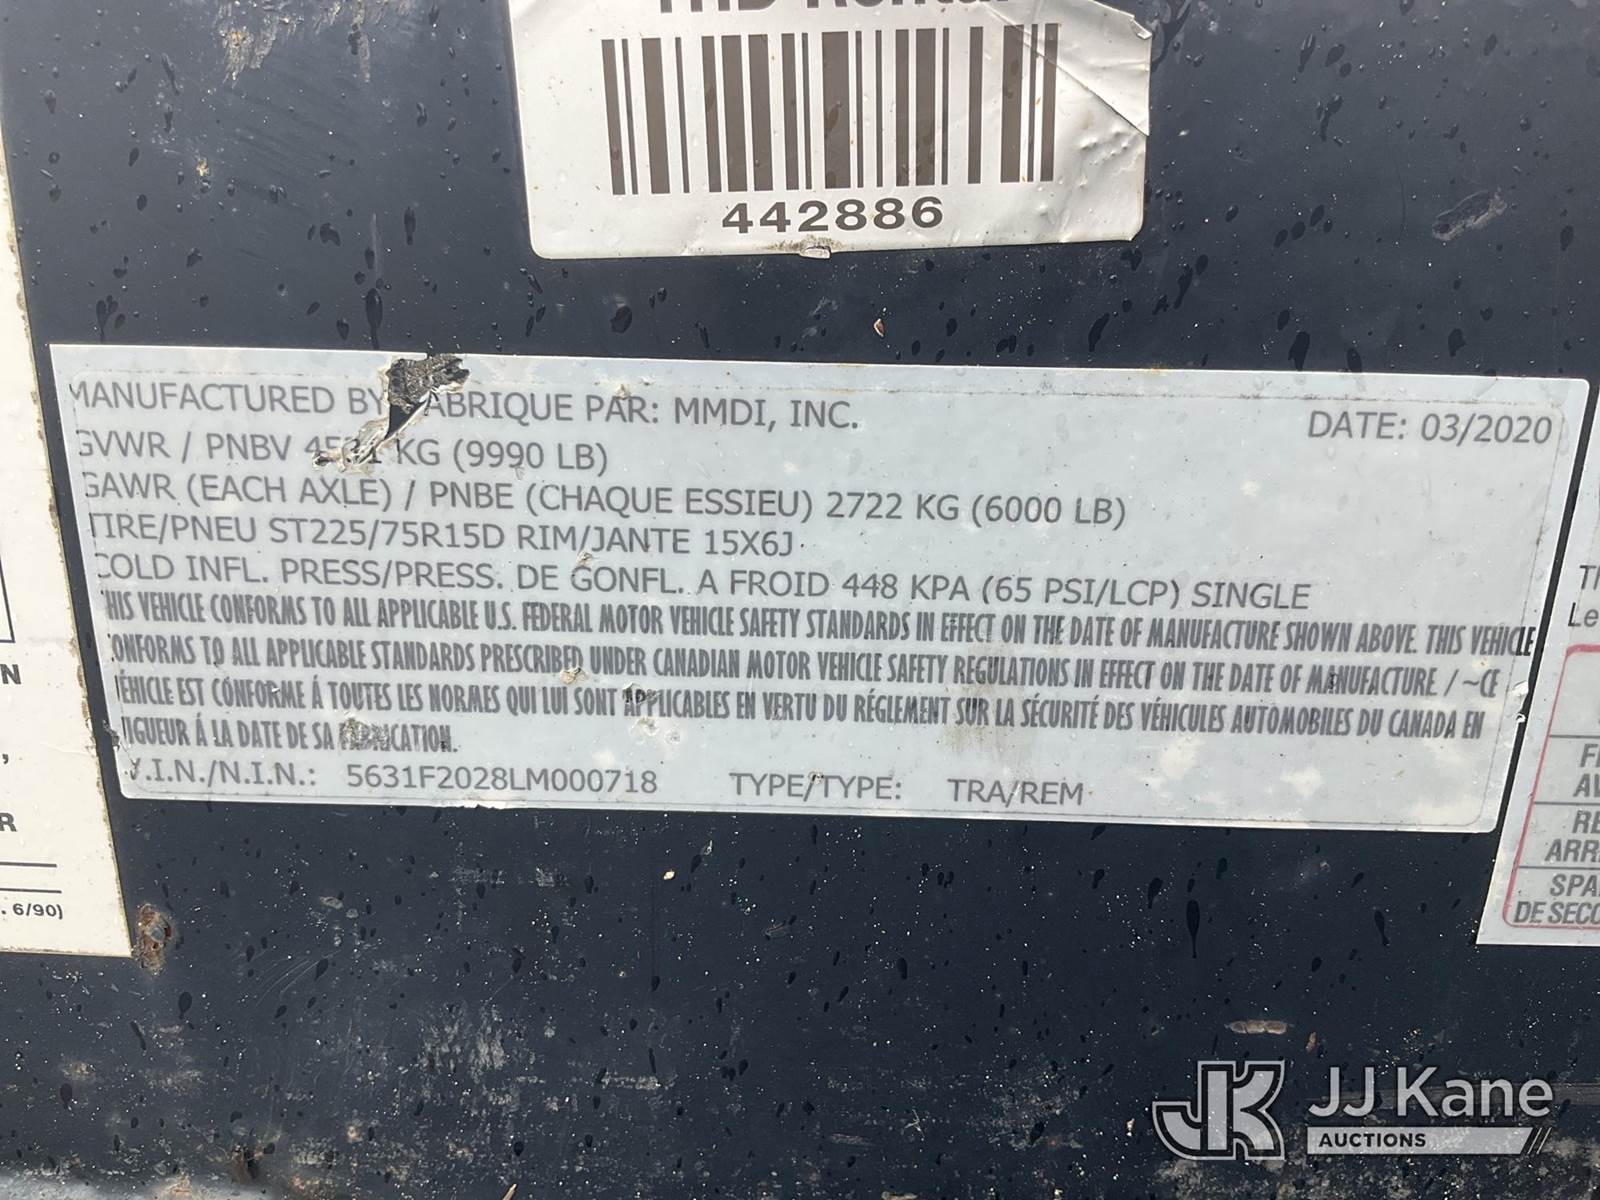 442886
MANUFACTURED BY FABRIQUE PAR: MMDI, INC. DATE: 03/2020
GVWR / PNBV KG (9990 LB)
GAWR (EACH AXLE) / PNBE (CHAQUE ESSIEU) 2722 KG (6000 LB)
TIRE/PNEU ST225/75R15D RIM/JANTE 15X6J
COLD INFL. PRESS/PRESS. DE GONFL. A FROID 448 KPA (65 PSI/LCP) SINGLE
THIS VEHICLE CONFORMS TO ALL APPLICABLE U.S. FEDERAL MOTOR VEHICLE SAFETY STANDARDS IN EFFECT ON THE DATE OF MANUFACTURE SHOWN ABOVE. THIS VEHICLE
CONFORMS TO ALL APPLICABLE STANDARDS PRESCRIBED UNDER CANADIAN MOTOR VEHICLE SAFETY REGULATIONS IN EFFECT ON THE DATE OF MANUFACTURE. / ~CE
VÉHICLE EST CONFORME Á TOUTES LES NORMES QUI LUI SONT APPLICABLES EN VERTU DU RÉGLEMENT SUR LA SÉCURITÉ DES VÉHICULES AUTOMOBILES DU CANADA EN
VIGUEUR Á LA DATE DE SA FABRICATION.
V.I.N./N.I.N.: 5631F2028LM000718 TYPE/TYPE: TRA/REM
. 6/90)
JJ Kane
AUCTIONS